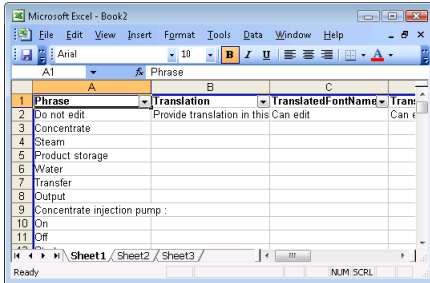 Microsoft Excel - Book2
File Edit View Insert Format Tools Data Window Help
Arial 10 B I U A
A1 fx Phrase
A B C
1 Phrase Translation TranslatedFontName Trans
2 Do not edit Provide translation in this Can edit Can e
3 Concentrate
4 Steam
5 Product storage
6 Water
7 Transfer
8 Output
9 Concentrate injection pump :
10 On
11 Off
Sheet1 Sheet2 Sheet3
Ready NUM SCRL